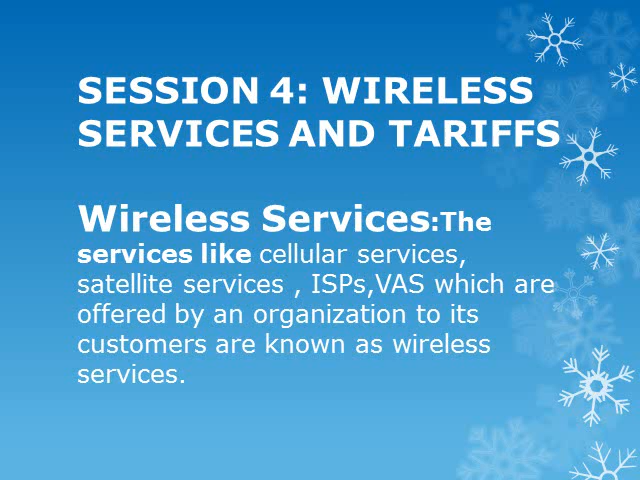 SESSION 4: WIRELESS
SERVICES AND TARIFFS
Wireless Services:The
services like cellular services,
satellite services , ISPs,VAS which are
offered by an organization to its
customers are known as wireless
services.